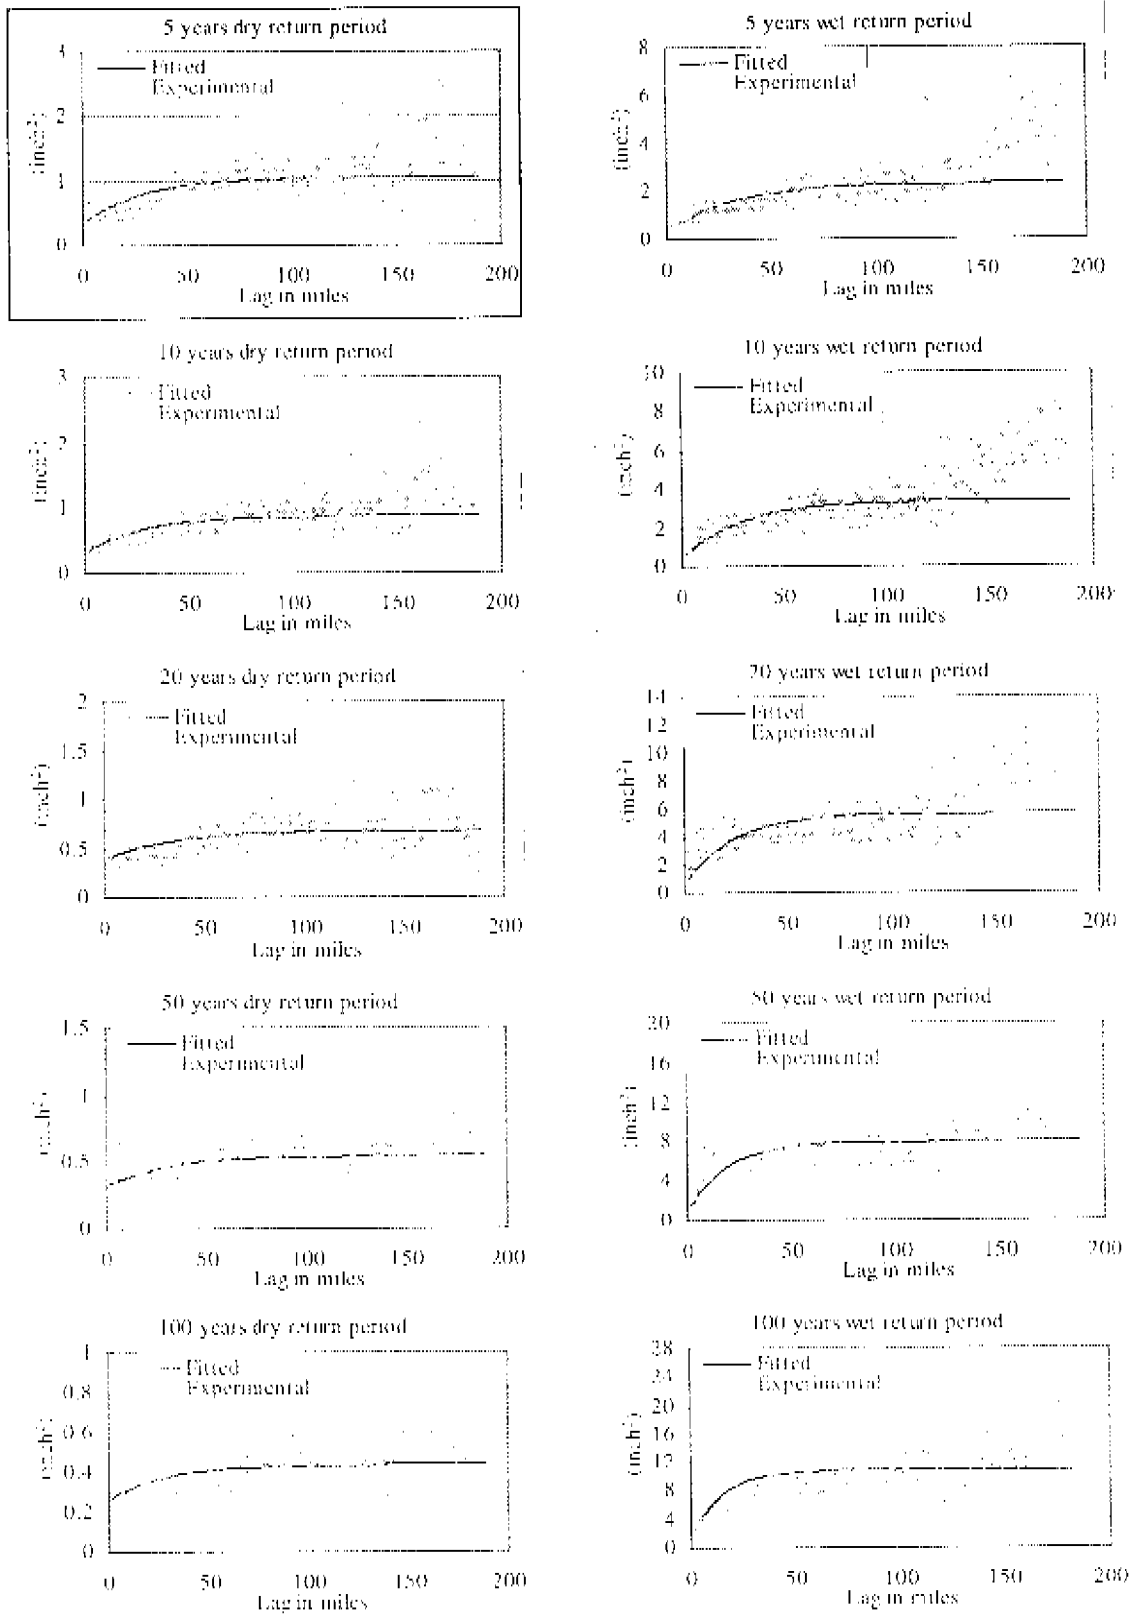 5 years dry return period
3
2
1
0
(inch²)
Fitted
Experimental
0 50 100 150 200
Lag in miles
5 years wet return period
8
6
4
2
0
(inch²)
Fitted
Experimental
0 50 100 150 200
Lag in miles
10 years dry return period
3
2
1
0
(inch²)
Fitted
Experimental
0 50 100 150 200
Lag in miles
10 years wet return period
10
8
6
4
2
0
(inch²)
Fitted
Experimental
0 50 100 150 200
Lag in miles
20 years dry return period
2
1.5
1
0.5
0
(inch²)
Fitted
Experimental
0 50 100 150 200
Lag in miles
20 years wet return period
14
12
10
8
6
4
2
0
(inch²)
Fitted
Experimental
0 50 100 150 200
Lag in miles
50 years dry return period
1.5
1
0.5
0
(inch²)
Fitted
Experimental
0 50 100 150 200
Lag in miles
50 years wet return period
20
16
12
8
4
0
(inch²)
Fitted
Experimental
0 50 100 150 200
Lag in miles
100 years dry return period
1
0.8
0.6
0.4
0.2
0
(inch²)
Fitted
Experimental
0 50 100 150 200
Lag in miles
100 years wet return period
28
24
20
16
12
8
4
0
(inch²)
Fitted
Experimental
0 50 100 150 200
Lag in miles